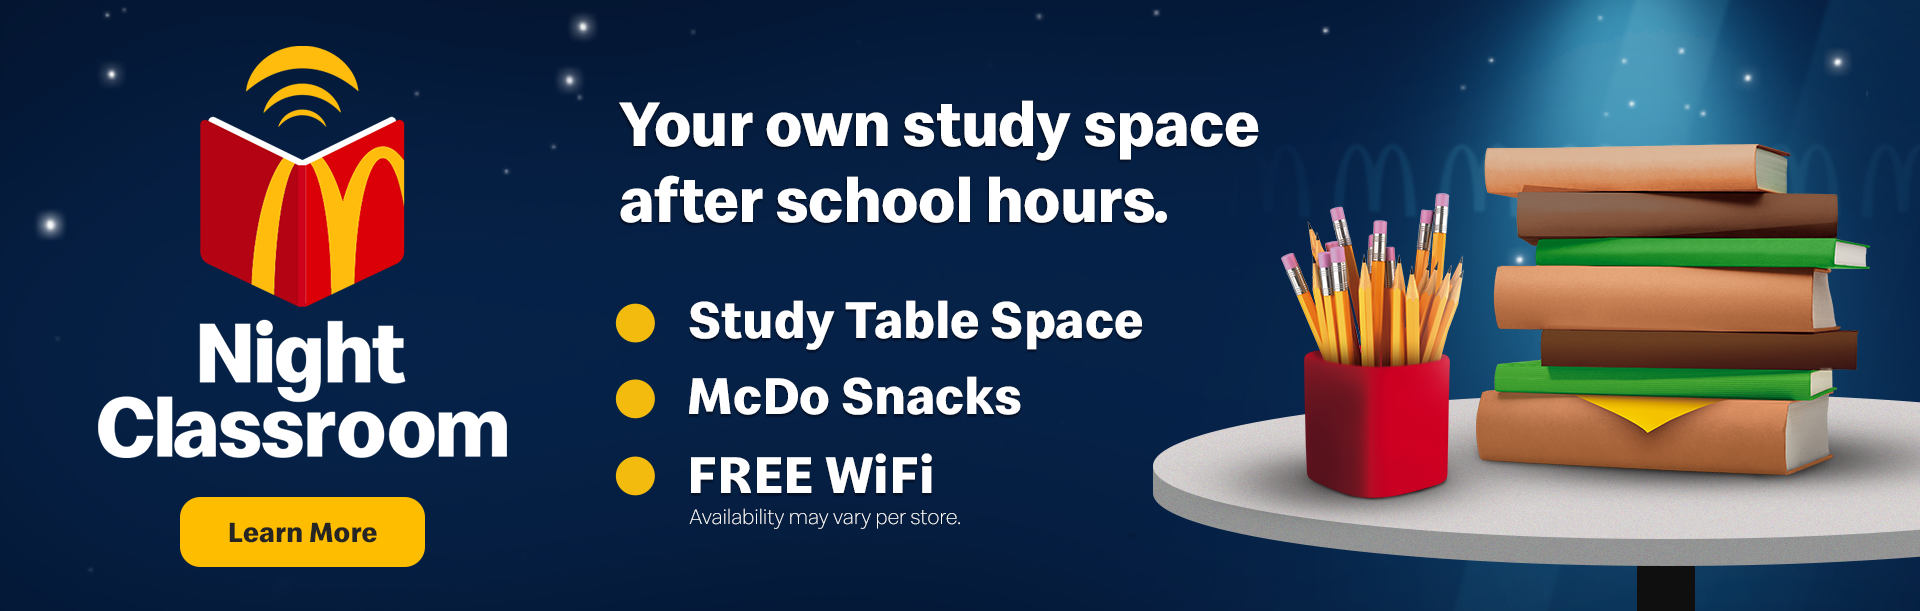 Night
Classroom
Learn More
Your own study space
after school hours.
Study Table Space
McDo Snacks
FREE WiFi
Availability may vary per store.